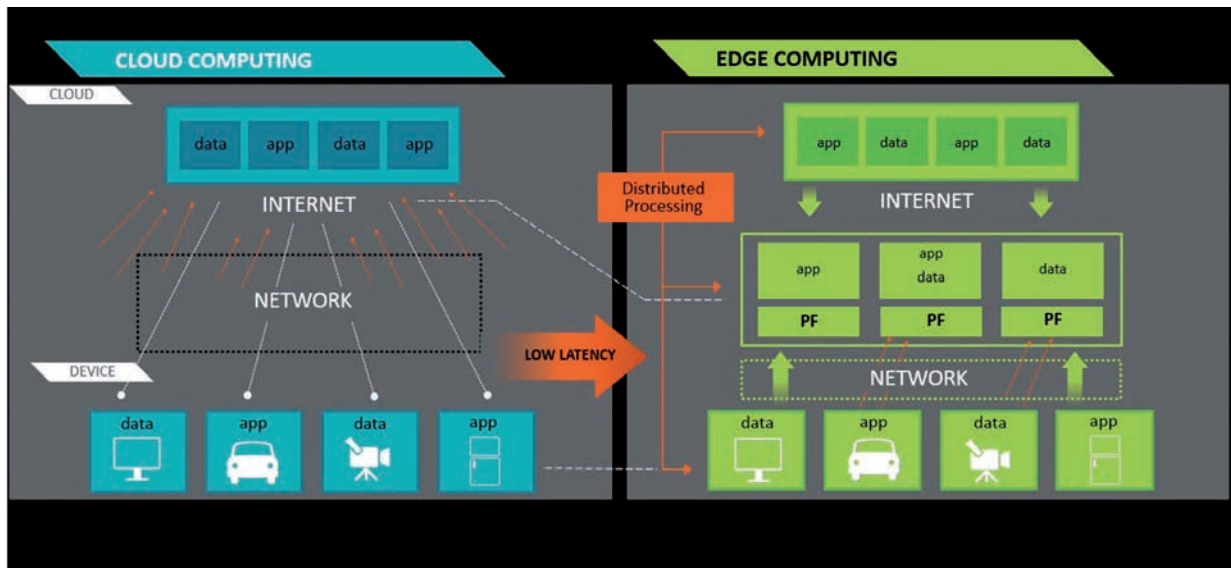 CLOUD COMPUTING
CLOUD
data app data app
INTERNET
NETWORK
DEVICE
data app data app
LOW LATENCY
Distributed
Processing
EDGE COMPUTING
app data app data
INTERNET
app
app
data
data
PF PF PF
NETWORK
data app data app